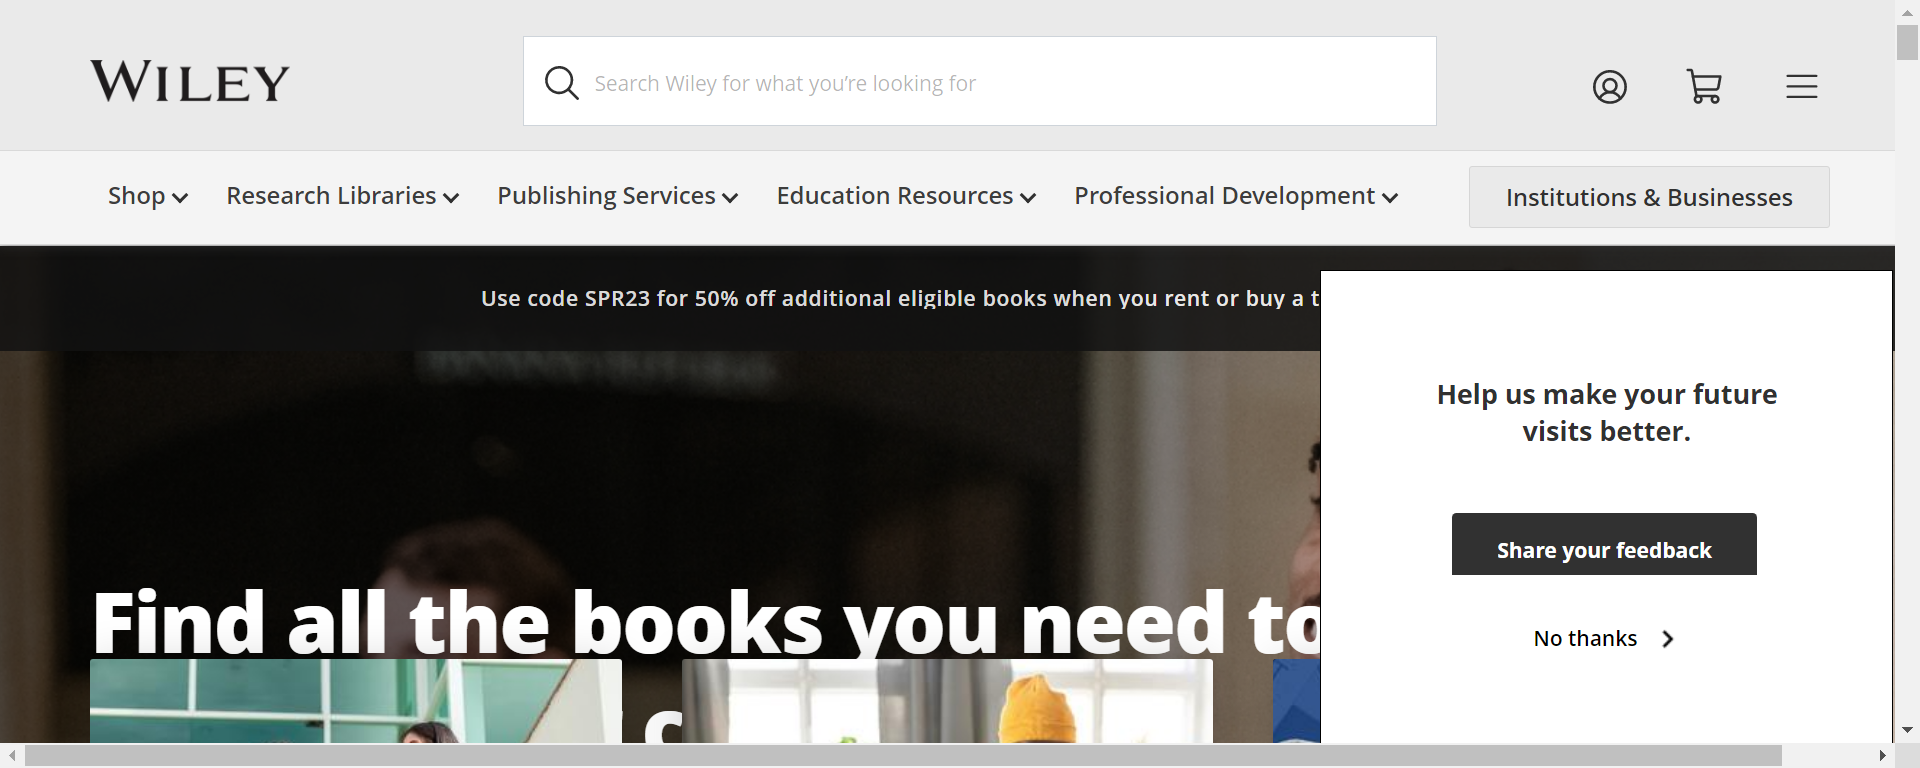 WILEY
Search Wiley for what you’re looking for
Shop Research Libraries Publishing Services Education Resources Professional Development Institutions & Businesses
Use code SPR23 for 50% off additional eligible books when you rent or buy a t
Help us make your future
visits better.
Share your feedback
No thanks
Find all the books you need to